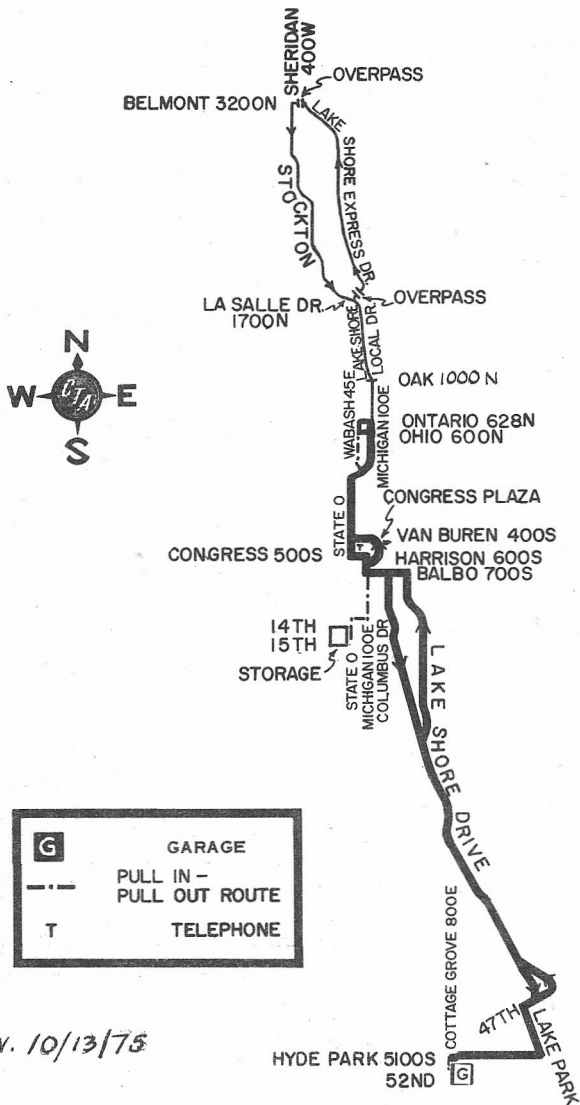 SHERIDAN
400W
OVERPASS
BELMONT 3200N
LAKE SHORE EXPRESS DR.
STOCKTON
LA SALLE DR.
1700N
OVERPASS
LAKE SHORE
LOCAL DR.
N
W CTA E
S
OAK 1000 N
WABASH 45E
MICHIGAN 100E
ONTARIO 628N
OHIO 600N
STATE 0
CONGRESS PLAZA
T
VAN BUREN 400S
CONGRESS 500S
HARRISON 600S
BALBO 700S
14TH
15TH
STORAGE
STATE 0
MICHIGAN 100E
COLUMBUS DR
LAKE SHORE DRIVE
G GARAGE
PULL IN -
PULL OUT ROUTE
T TELEPHONE
COTTAGE GROVE 800E
47TH
LAKE PARK
10/13/75
HYDE PARK 5100S
52ND
G